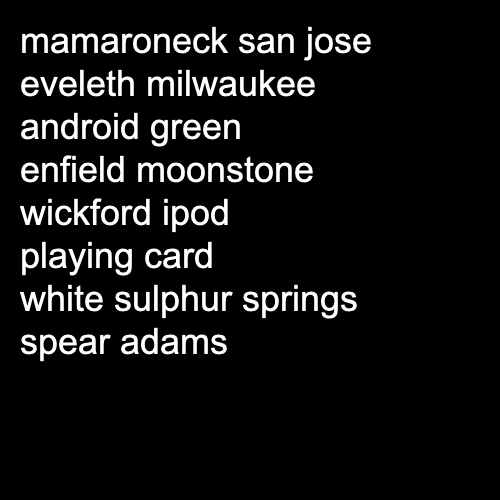 mamaroneck san jose
eveleth milwaukee
android green
enfield moonstone
wickford ipod
playing card
white sulphur springs
spear adams